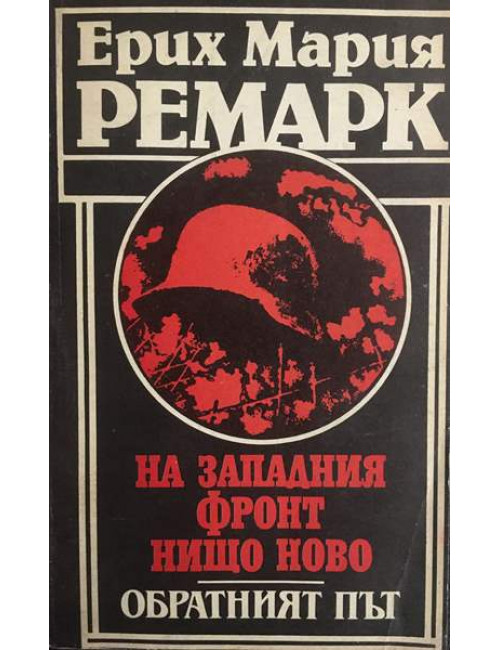 Ерих Мария
РЕМАРК
НА ЗАПАДНИЯ
ФРОНТ
НИЩО НОВО
ОБРАТНИЯТ ПЪТ